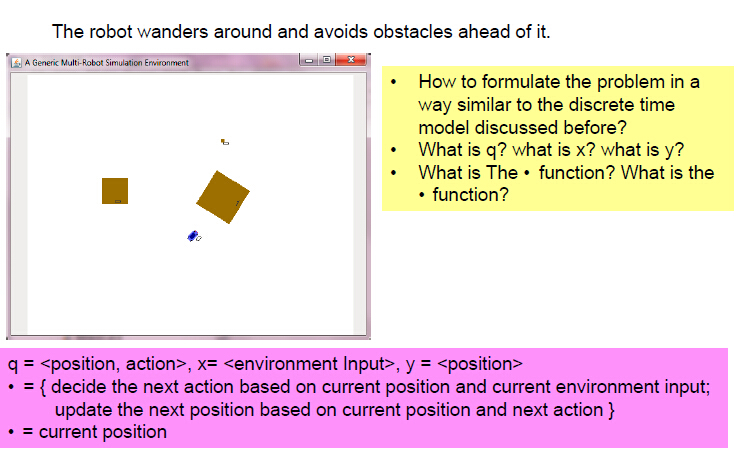 The robot wanders around and avoids obstacles ahead of it.
A Generic Multi-Robot Simulation Environment
• How to formulate the problem in a
way similar to the discrete time
model discussed before?
• What is q? what is x? what is y?
• What is The • function? What is the
• function?
q = <position, action>, x= <environment Input>, y = <position>
• = { decide the next action based on current position and current environment input;
update the next position based on current position and next action }
• = current position